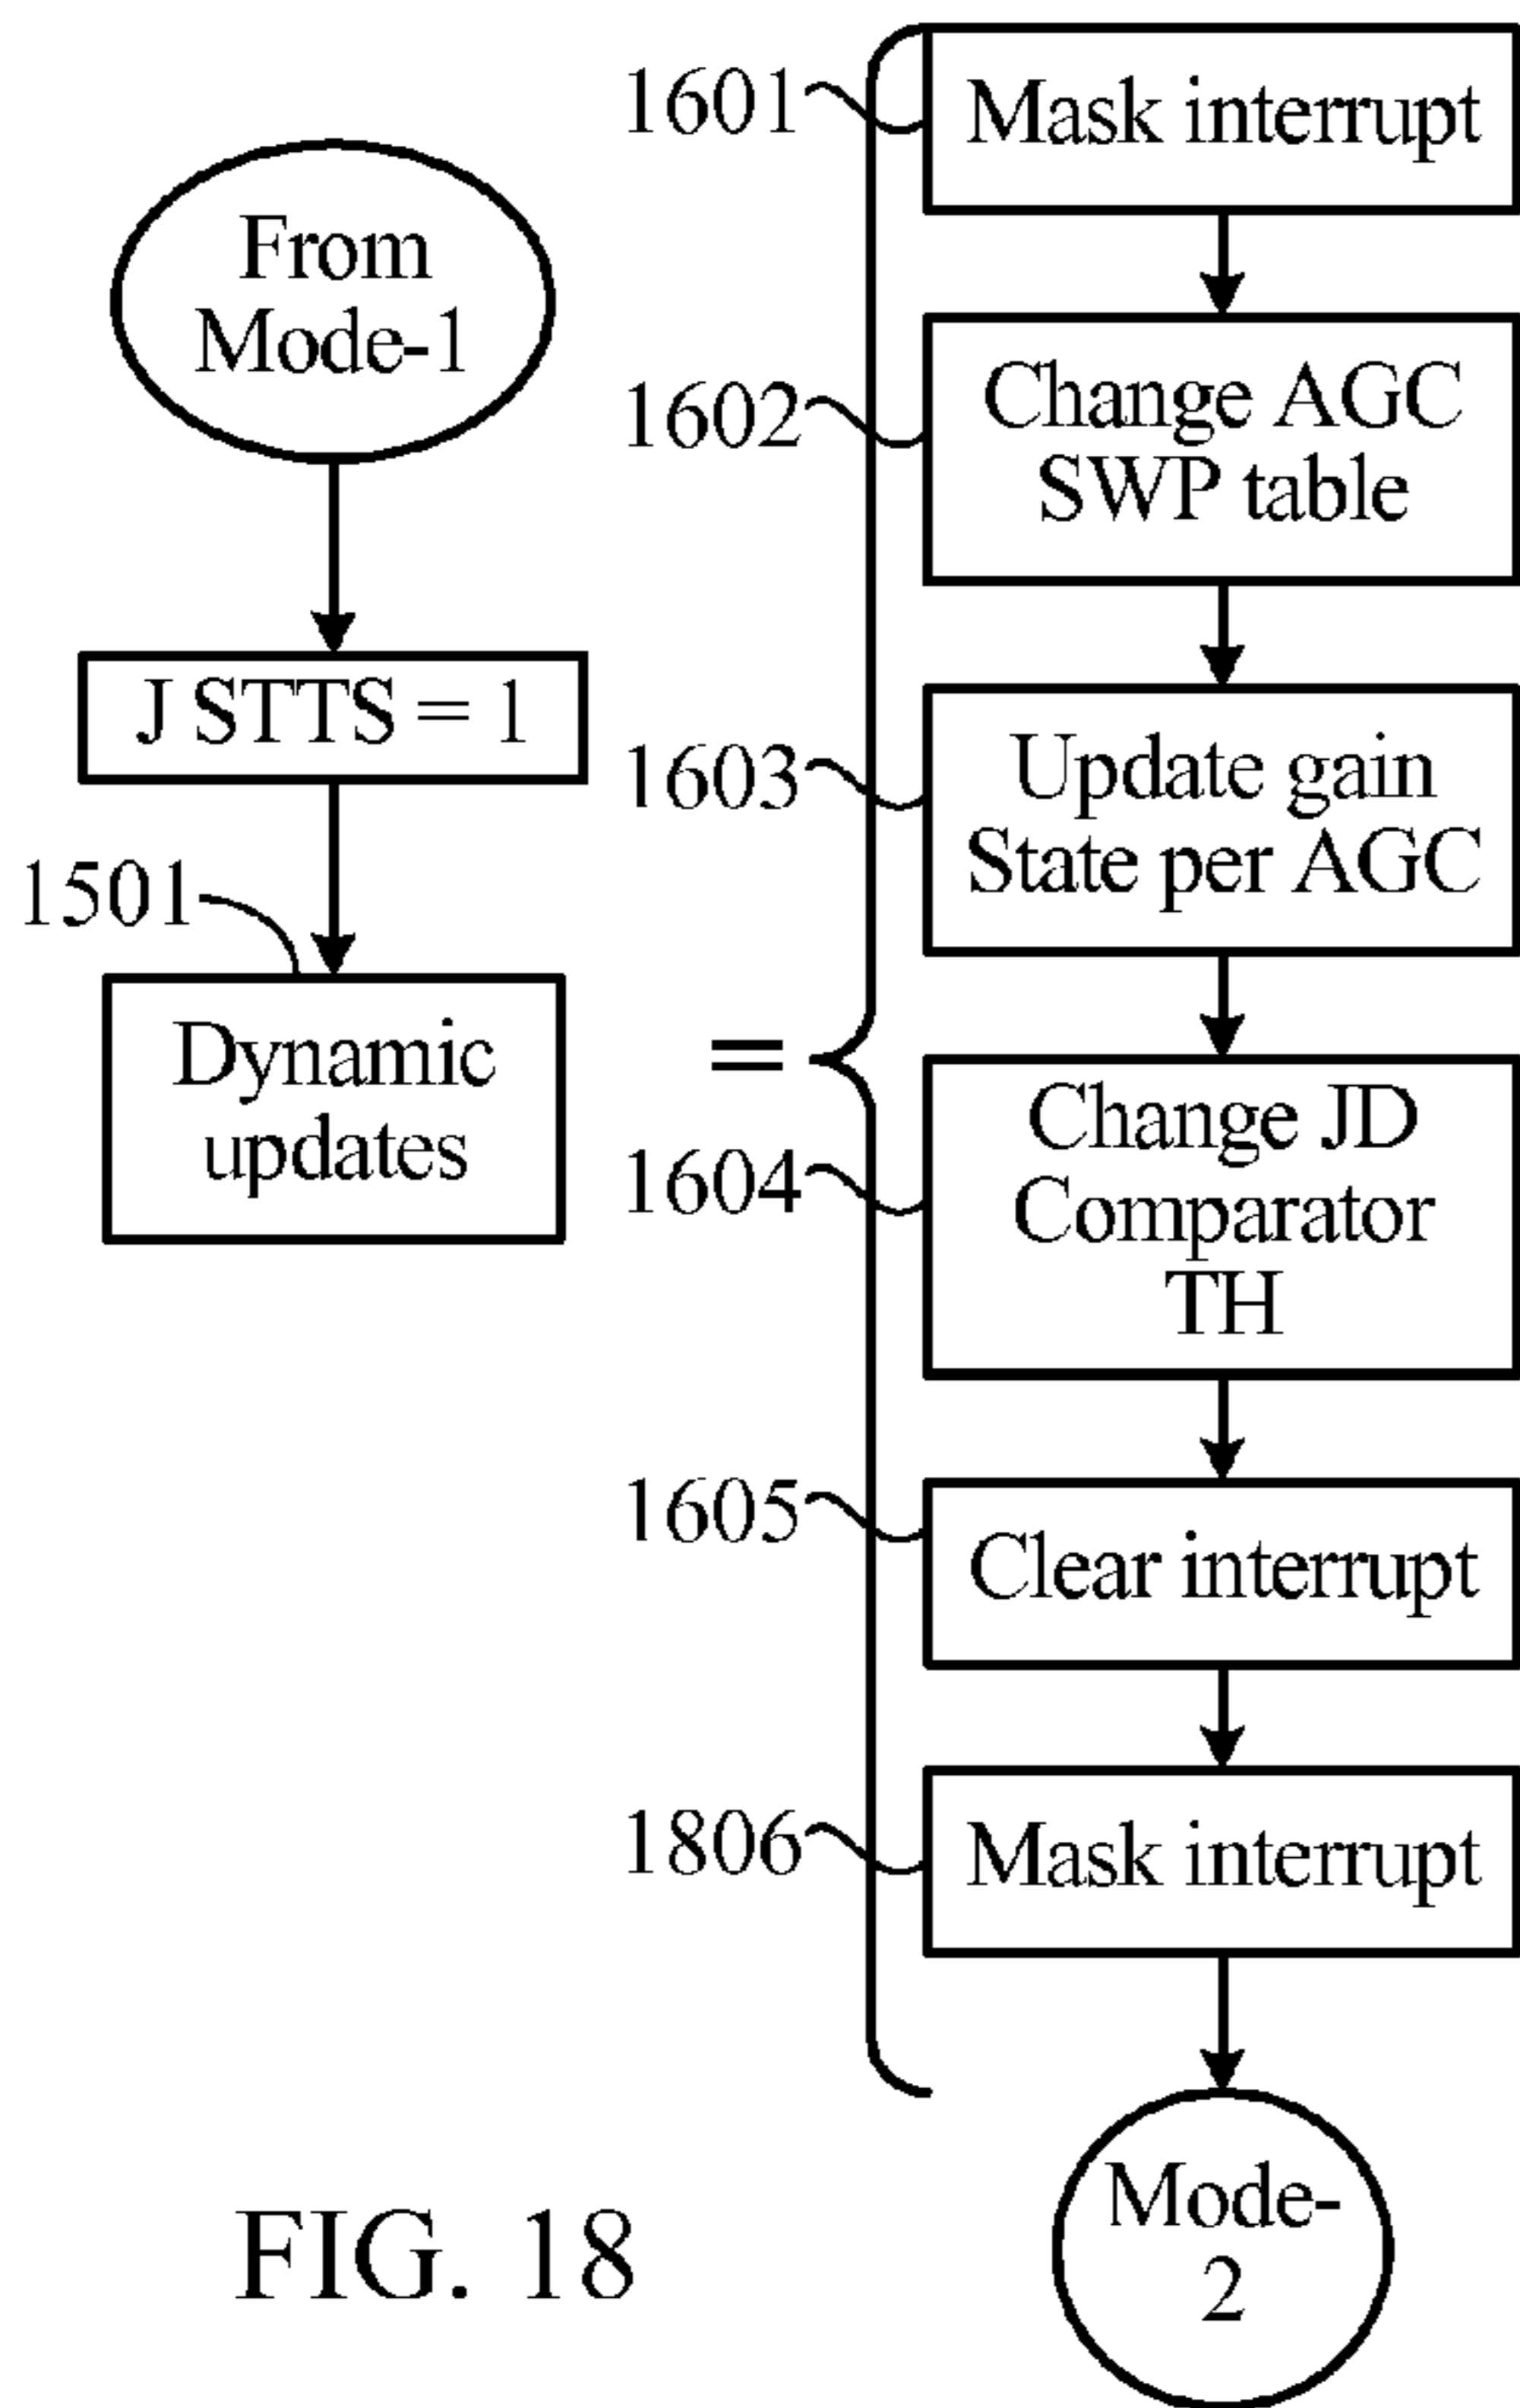 From
Mode-1
J STTS = 1
1501
Dynamic
updates
=
1601
Mask interrupt
1602
Change AGC
SWP table
1603
Update gain
State per AGC
1604
Change JD
Comparator
TH
1605
Clear interrupt
1806
Mask interrupt
Mode-
2
FIG. 18